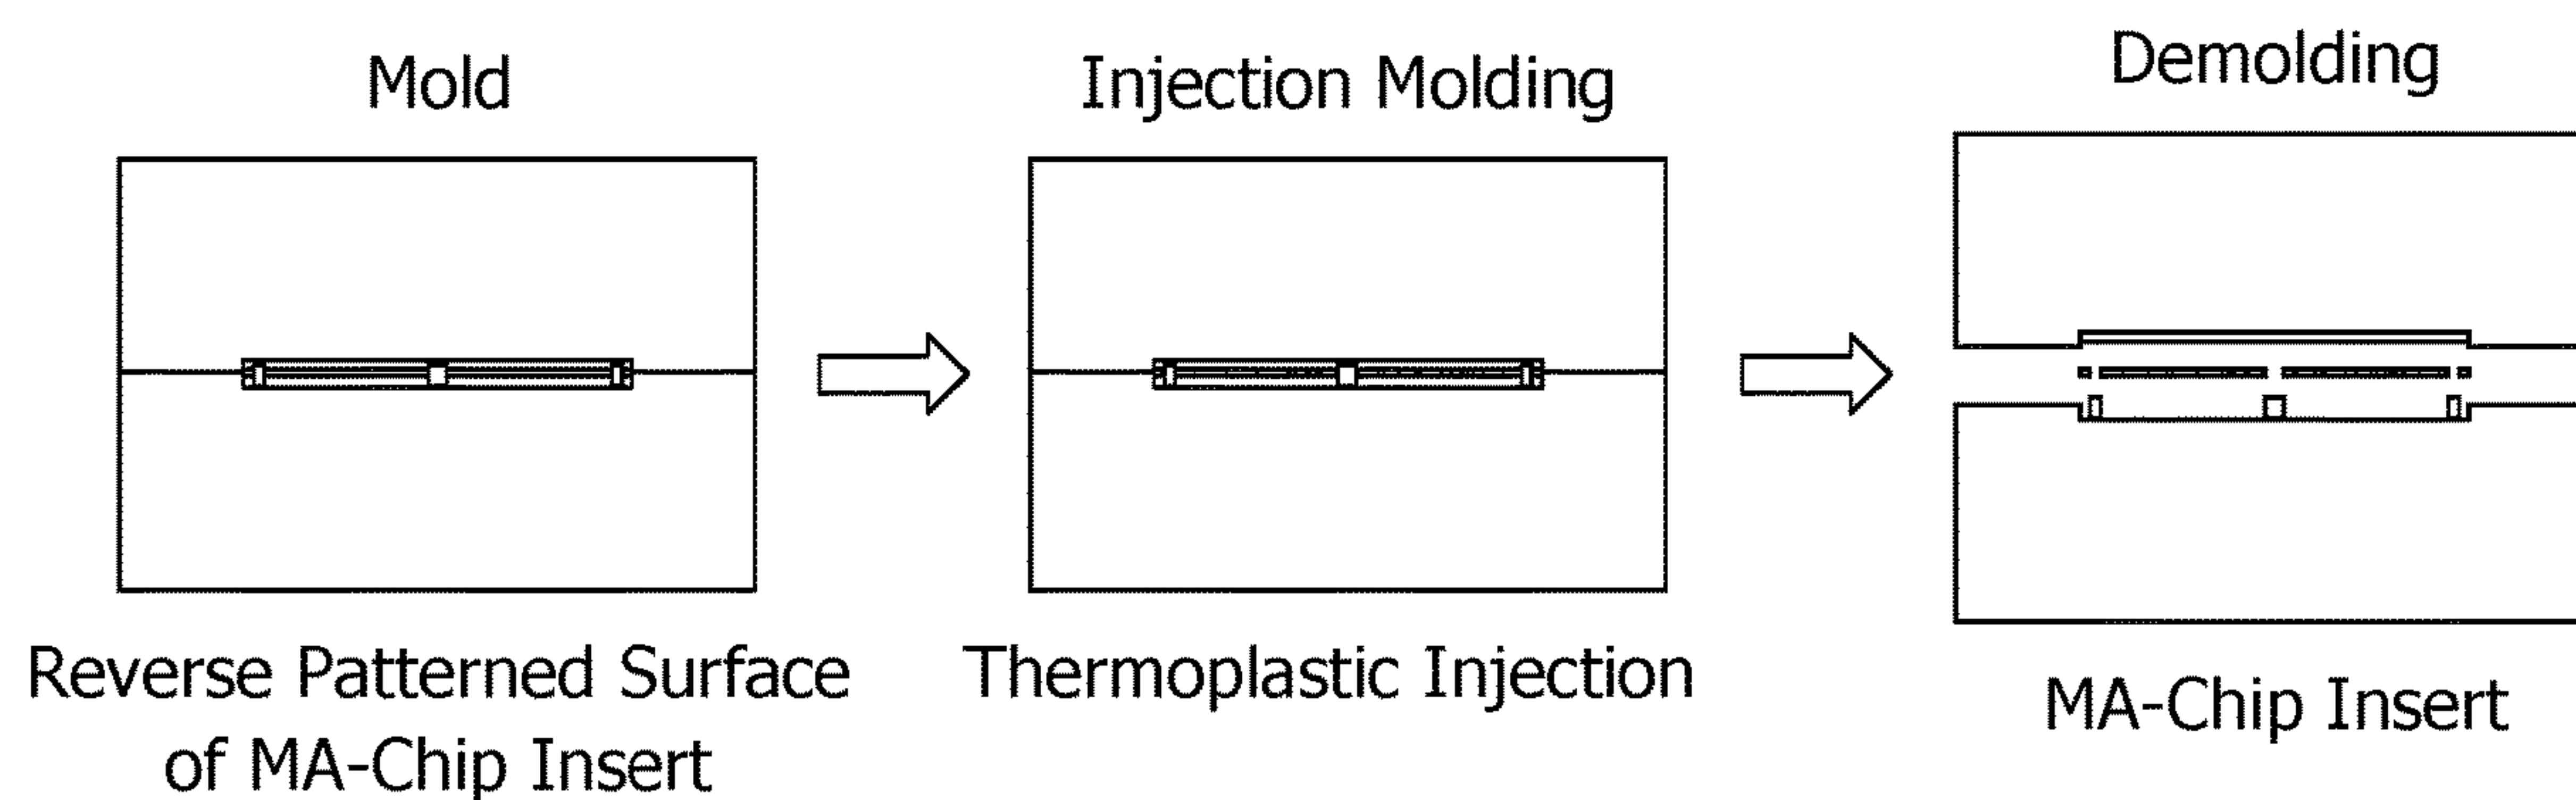 Mold
Reverse Patterned Surface
of MA-Chip Insert
Injection Molding
Thermoplastic Injection
Demolding
MA-Chip Insert